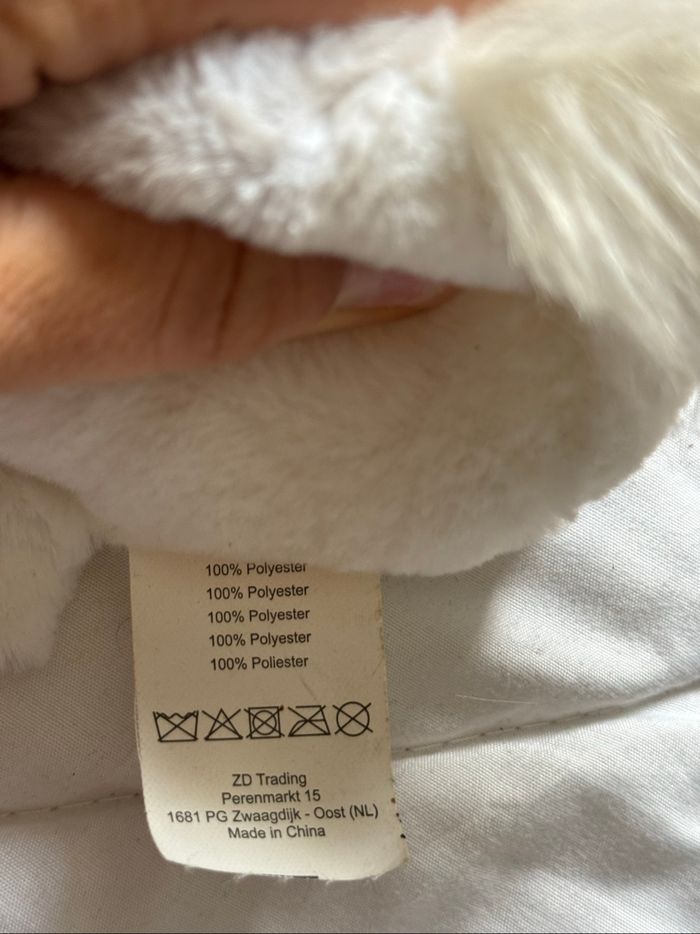 100% Polyester
100% Polyester
100% Polyester
100% Polyester
100% Poliester
ZD Trading
Perenmarkt 15
1681 PG Zwaagdijk - Oost (NL)
Made in China